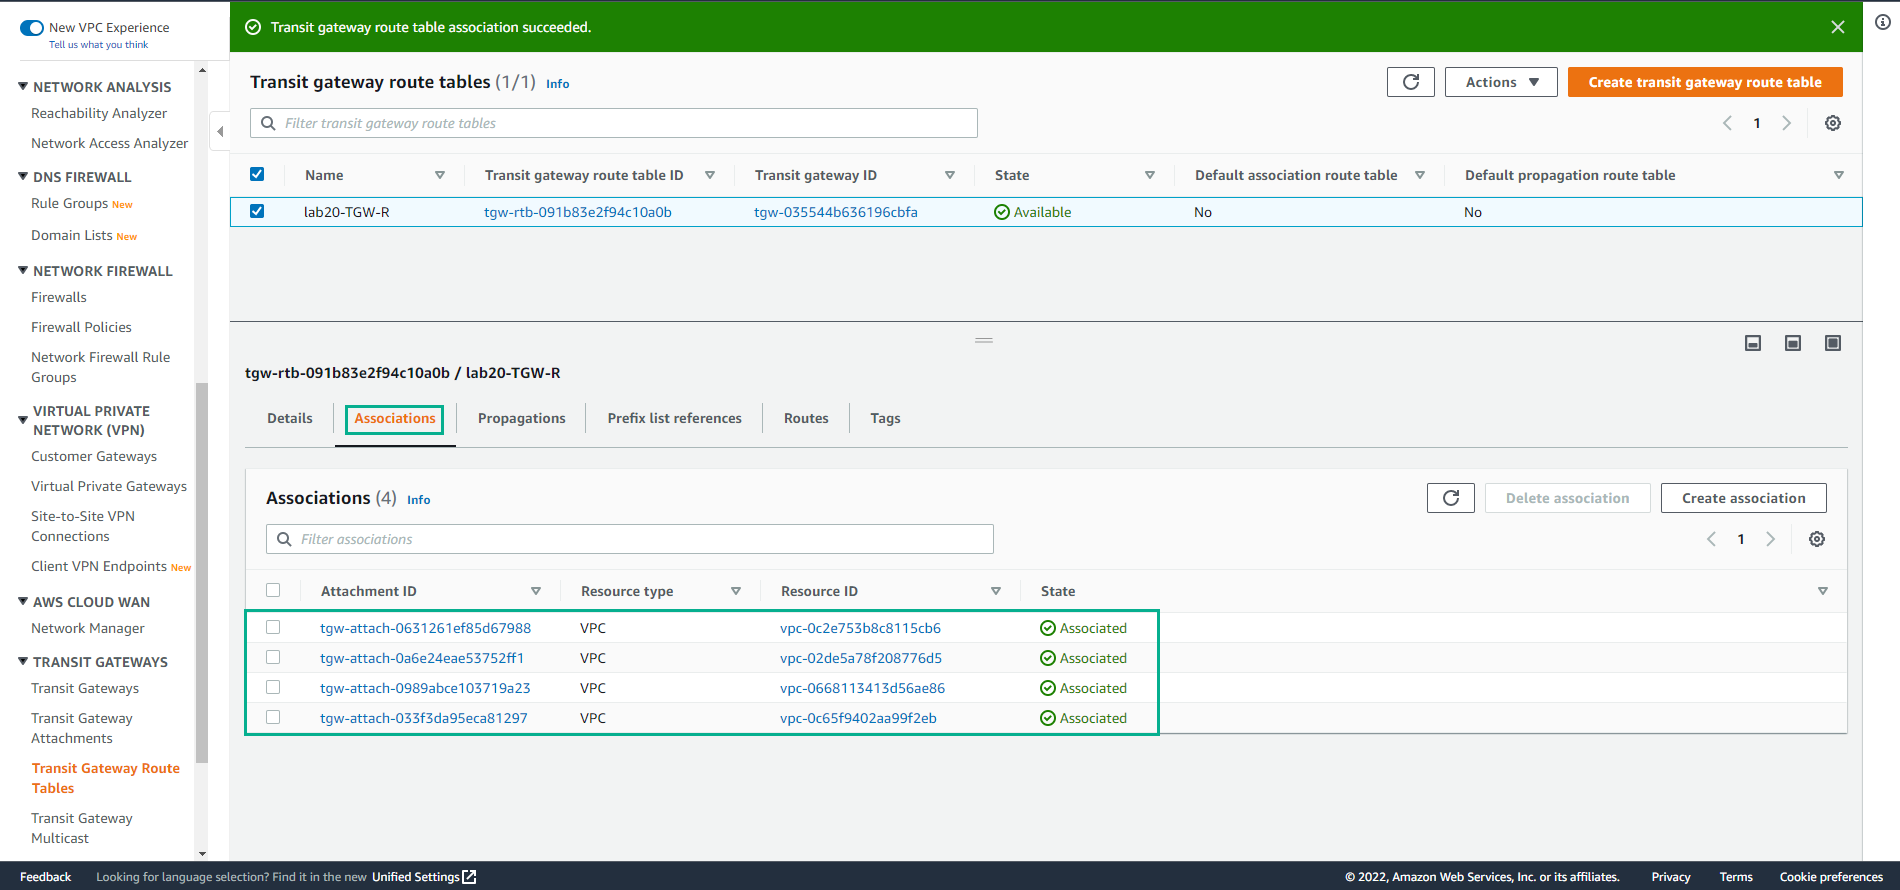 New VPC Experience
Tell us what you think
NETWORK ANALYSIS
Reachability Analyzer
Network Access Analyzer
DNS FIREWALL
Rule Groups New
Domain Lists New
NETWORK FIREWALL
Firewalls
Firewall Policies
Network Firewall Rule
Groups
VIRTUAL PRIVATE
NETWORK (VPN)
Customer Gateways
Virtual Private Gateways
Site-to-Site VPN
Connections
Client VPN Endpoints New
AWS CLOUD WAN
Network Manager
TRANSIT GATEWAYS
Transit Gateways
Transit Gateway
Attachments
Transit Gateway Route
Tables
Transit Gateway
Multicast
Transit gateway route table association succeeded.
Transit gateway route tables (1/1) Info
Actions
Create transit gateway route table
Filter transit gateway route tables
1
Name Transit gateway route table ID Transit gateway ID State Default association route table Default propagation route table
lab20-TGW-R tgw-rtb-091b83e2f94c10a0b tgw-035544b636196cbfa Available No No
tgw-rtb-091b83e2f94c10a0b / lab20-TGW-R
Details Associations Propagations Prefix list references Routes Tags
Associations (4) Info
Delete association Create association
Filter associations
1
Attachment ID Resource type Resource ID State
tgw-attach-0631261ef85d67988 VPC vpc-0c2e753b8c8115cb6 Associated
tgw-attach-0a6e24eae53752ff1 VPC vpc-02de5a78f208776d5 Associated
tgw-attach-0989abce103719a23 VPC vpc-0668113413d56ae86 Associated
tgw-attach-033f3da95eca81297 VPC vpc-0c65f9402aa99f2eb Associated
Feedback Looking for language selection? Find it in the new Unified Settings © 2022, Amazon Web Services, Inc. or its affiliates. Privacy Terms Cookie preferences